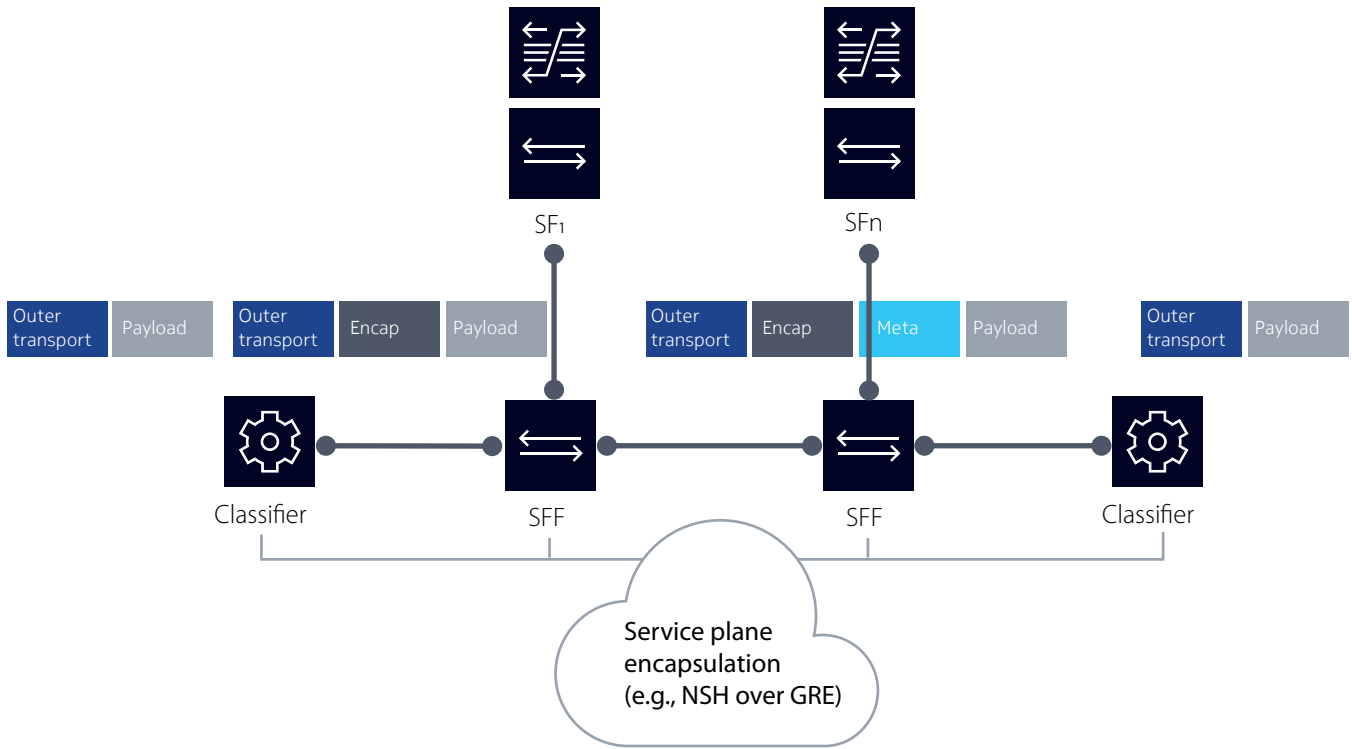 SF1
SFn
Outer
transport
Payload
Outer
transport
Encap
Payload
Outer
transport
Encap
Meta
Payload
Outer
transport
Payload
Classifier
SFF
SFF
Classifier
Service plane
encapsulation
(e.g., NSH over GRE)